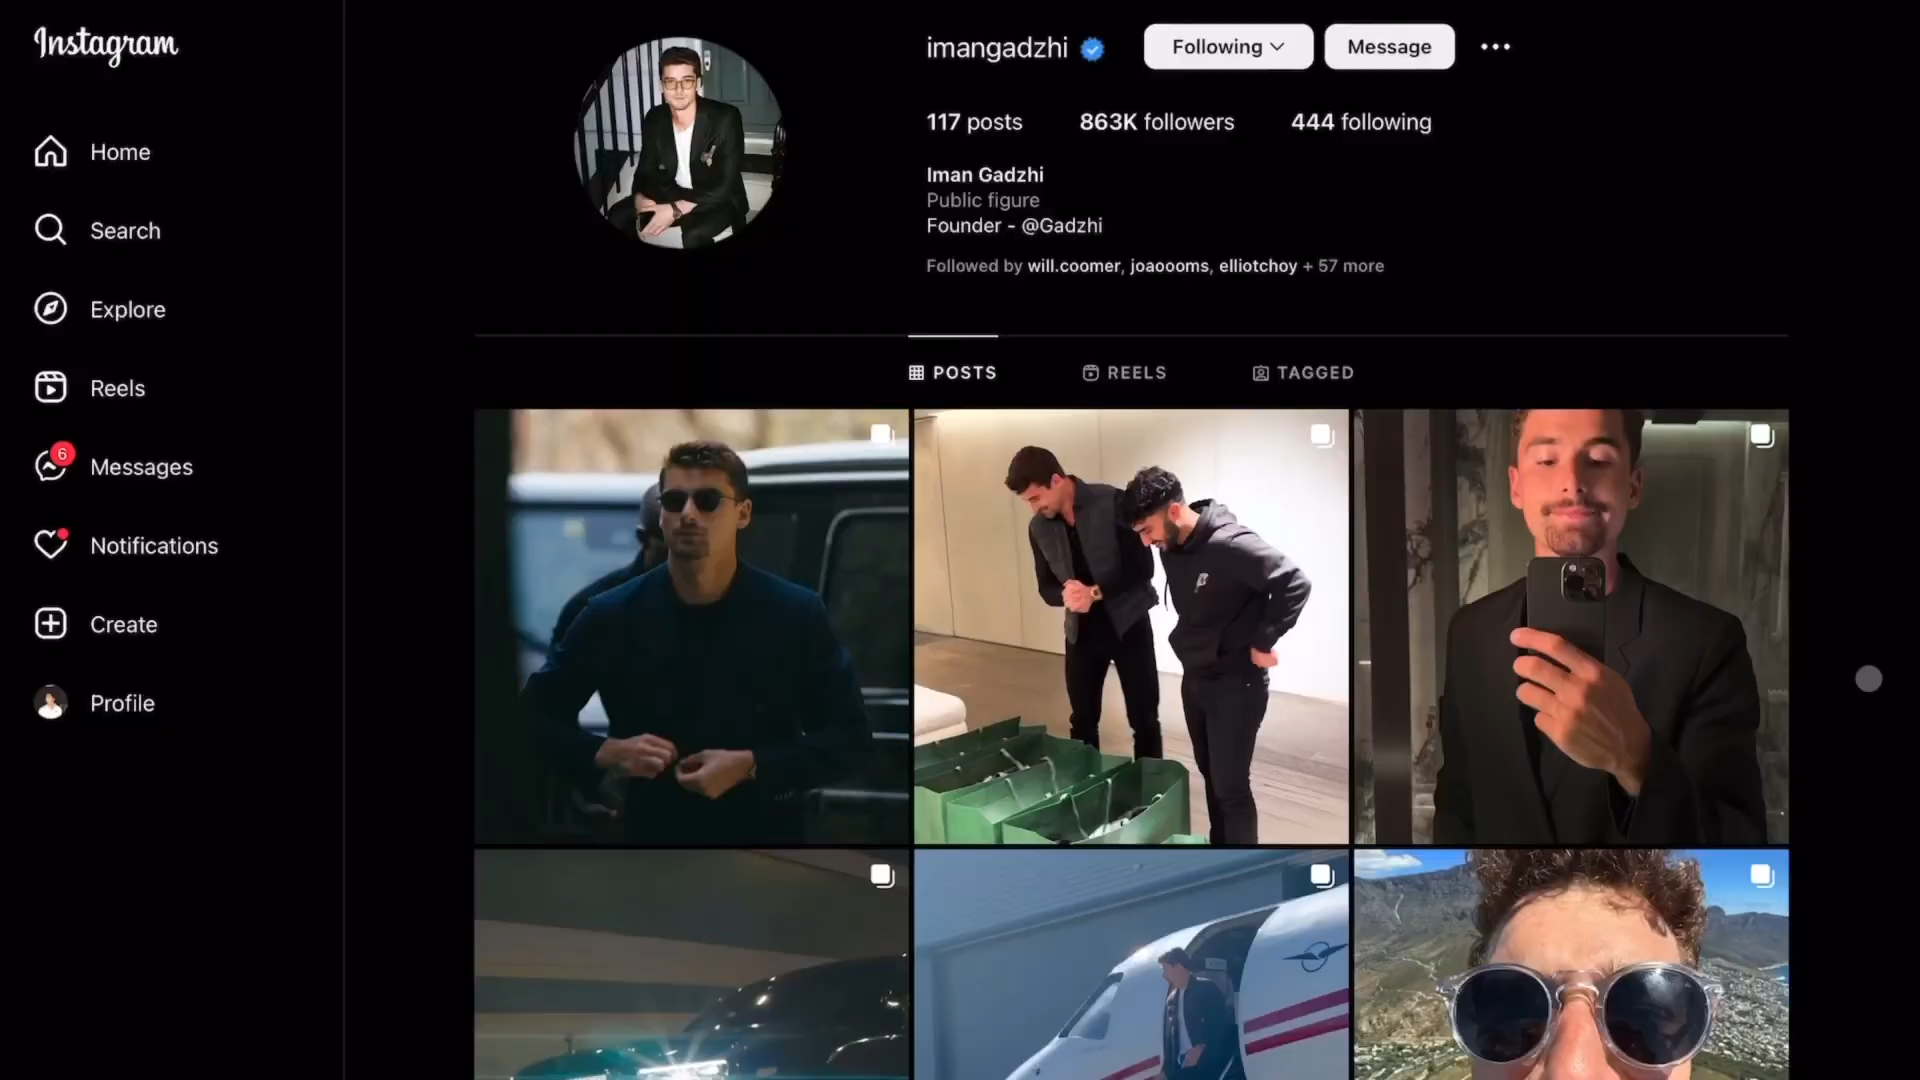 Instagram
Home
Search
Explore
Reels
6
Messages
Notifications
Create
Profile
imangadzhi
Following
Message
117 posts
863K followers
444 following
Iman Gadzhi
Public figure
Founder - @Gadzhi
Followed by will.coomer, joaoooms, elliotchoy + 57 more
POSTS
REELS
TAGGED